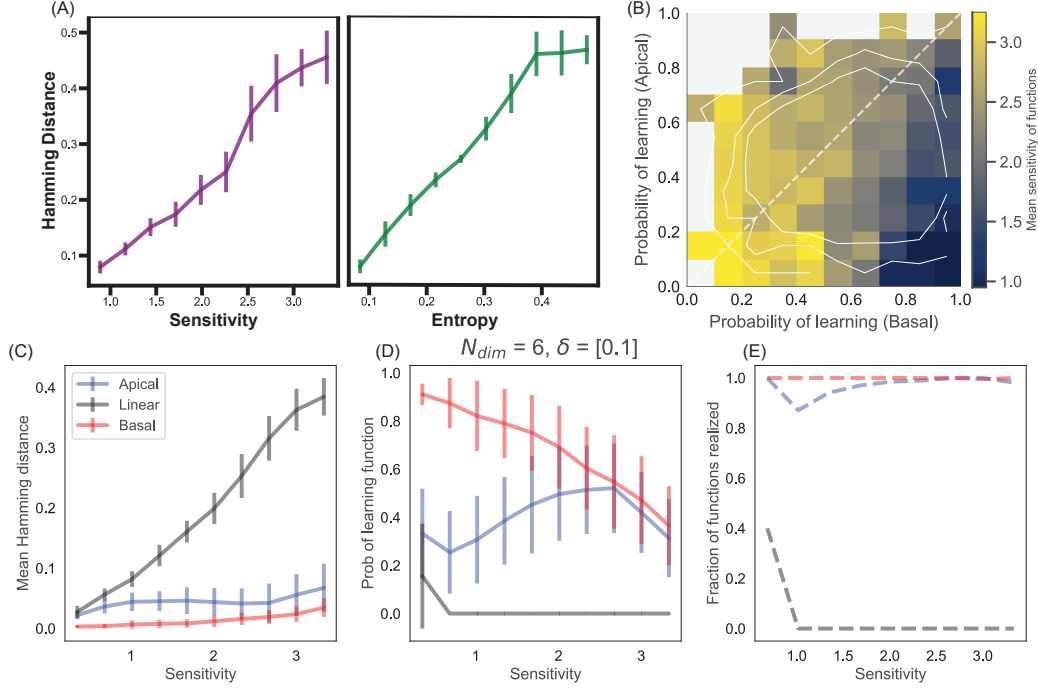 (A)
Hamming Distance
0.5
0.4
0.3
0.2
0.1
1.0 1.5 2.0 2.5 3.0
Sensitivity
0.1 0.2 0.3 0.4
Entropy
(B)
Probability of learning (Apical)
1.0
0.8
0.6
0.4
0.2
0.0
0.0 0.2 0.4 0.6 0.8 1.0
Probability of learning (Basal)
3.0
2.5
2.0
1.5
1.0
Mean sensitivity of functions
(C)
Mean Hamming distance
0.4
0.3
0.2
0.1
0.0
Apical
Linear
Basal
1 2 3
Sensitivity
(D)
N_dim = 6, δ = [0.1]
Prob of learning function
1.0
0.8
0.6
0.4
0.2
0.0
1 2 3
Sensitivity
(E)
Fraction of functions realized
1.0
0.8
0.6
0.4
0.2
0.0
1.0 1.5 2.0 2.5 3.0
Sensitivity